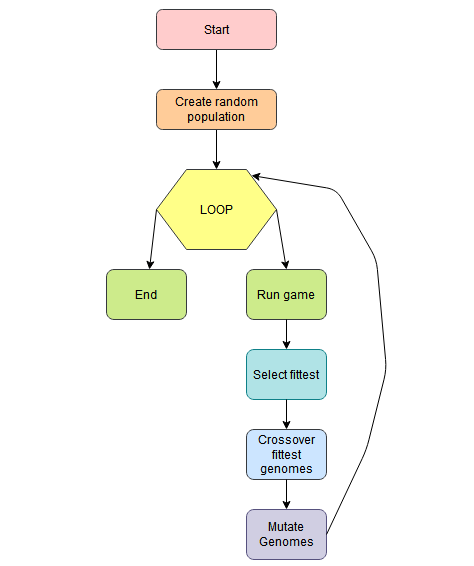 Start
Create random
population
LOOP
End
Run game
Select fittest
Crossover
fittest
genomes
Mutate
Genomes